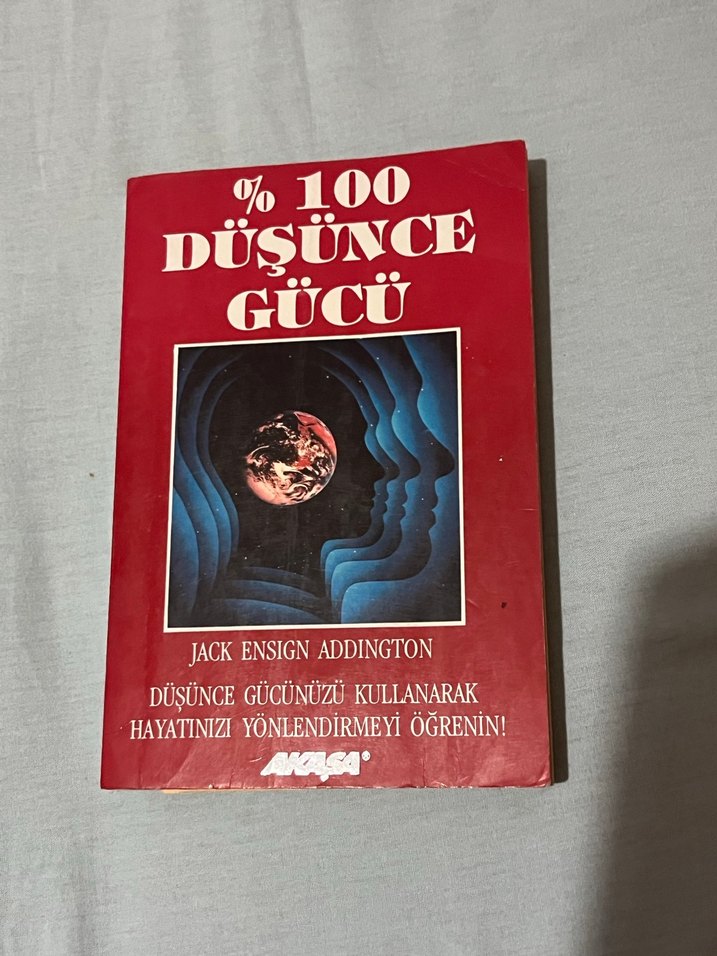 % 100
DÜŞÜNCE
GÜCÜ
JACK ENSIGN ADDINGTON
DÜŞÜNCE GÜCÜNÜZÜ KULLANARAK
HAYATINIZI YÖNLENDİRMEYİ ÖĞRENİN!
AKAŞA®